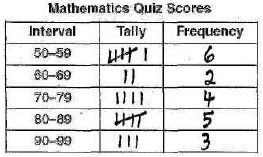 Mathematics Quiz Scores
Interval Tally Frequency
50–59 𝍸 | 6
60–69 || 2
70–79 |||| 4
80–89 𝍸 5
90–99 ||| 3